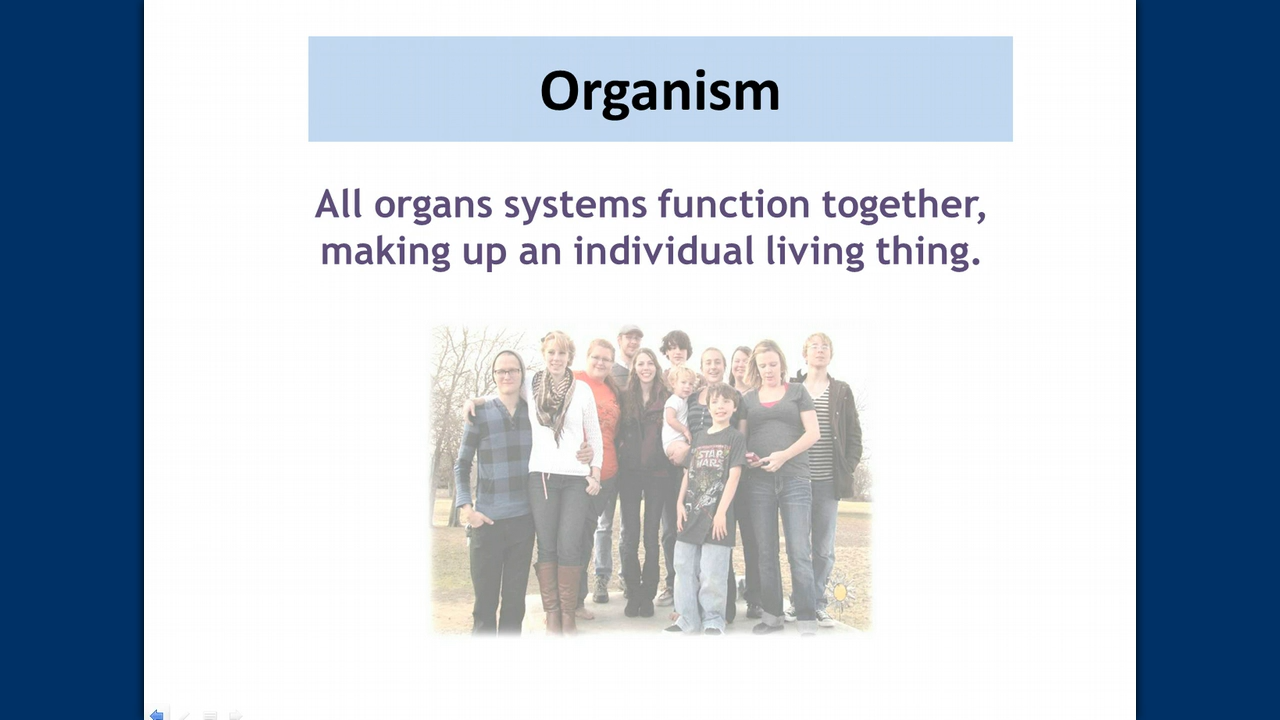 Organism
All organs systems function together,
making up an individual living thing.
STAR
WARS